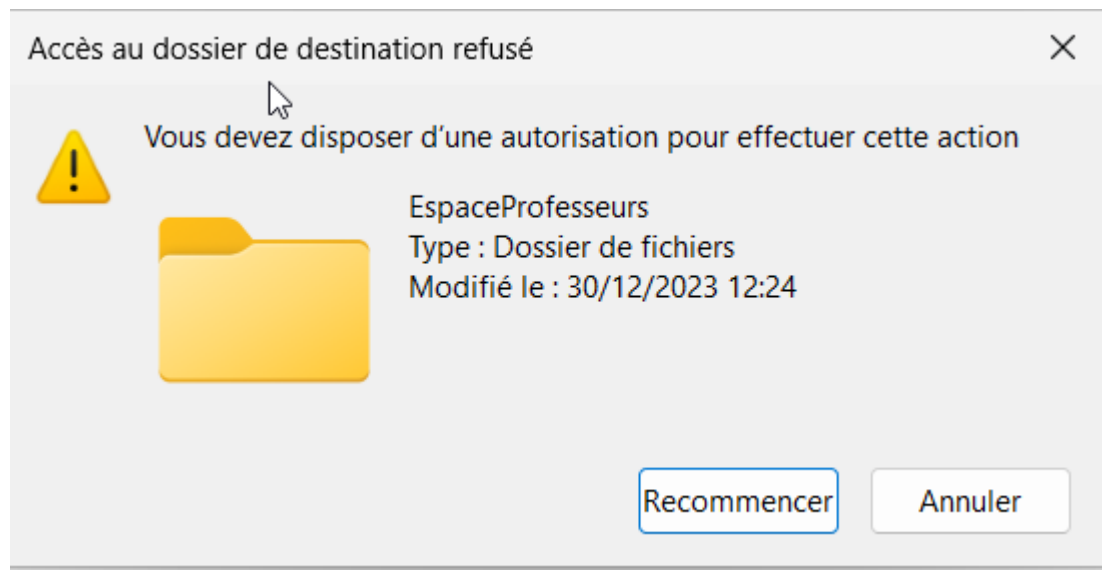 Accès au dossier de destination refusé
Vous devez disposer d’une autorisation pour effectuer cette action
EspaceProfesseurs
Type : Dossier de fichiers
Modifié le : 30/12/2023 12:24
Recommencer
Annuler